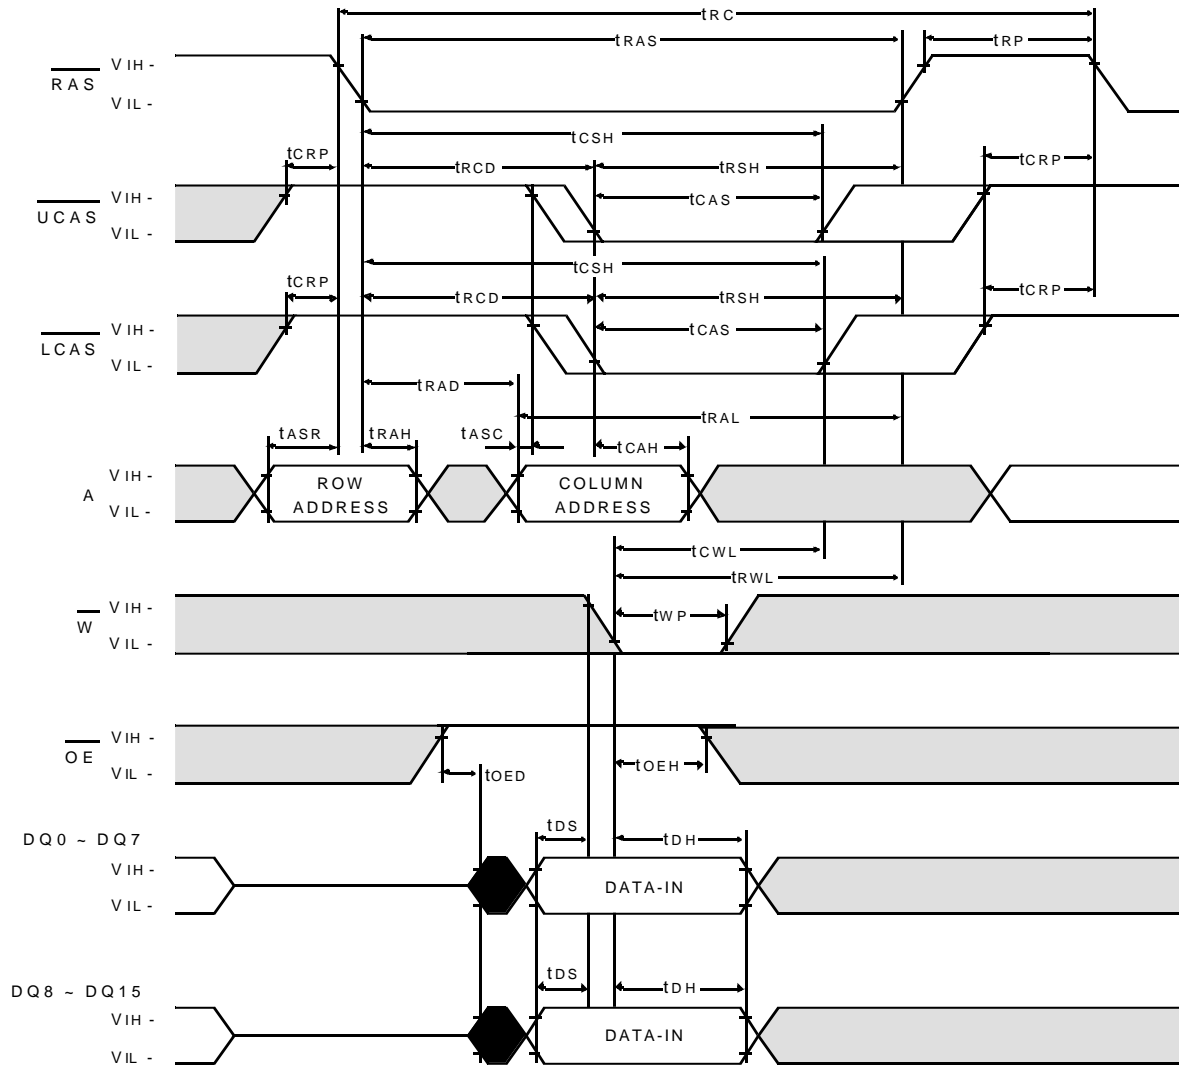 tRC
tRAS tRP
RAS VIH -
VIL -
tCSH
tCRP tRCD tRSH tCRP
UCAS VIH - tCAS
VIL -
tCSH
tCRP tRCD tRSH tCRP
LCAS VIH - tCAS
VIL -
tRAD
tRAL
tASR tRAH tASC tCAH
A VIH - ROW COLUMN
VIL - ADDRESS ADDRESS
tCWL
tRWL
W VIH - tWP
VIL -
OE VIH -
VIL - tOED tOEH
DQ0 ~ DQ7 tDS tDH
VIH - DATA-IN
VIL -
DQ8 ~ DQ15 tDS tDH
VIH - DATA-IN
VIL -